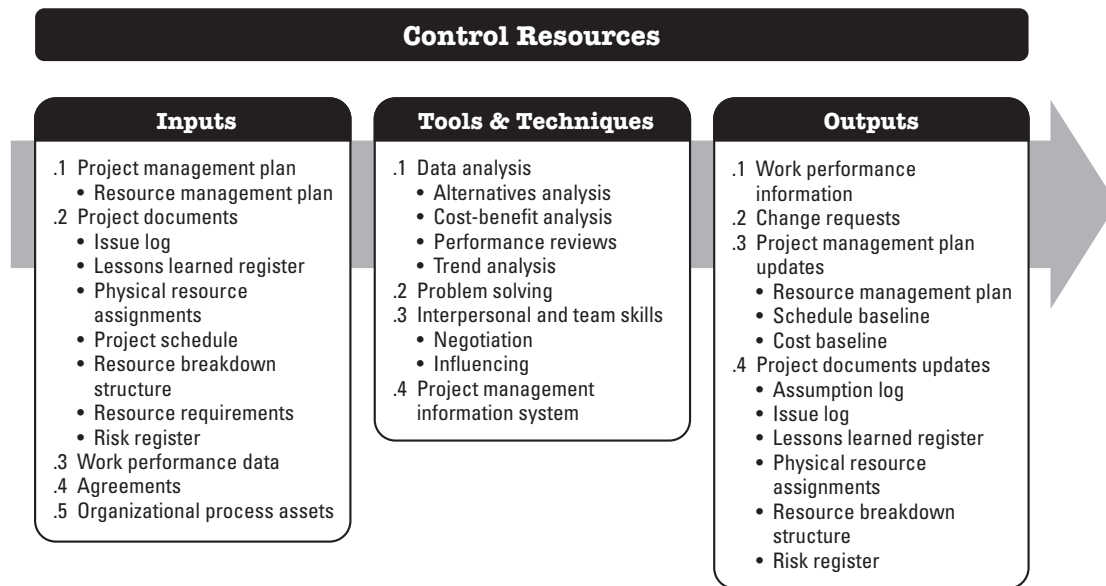 Control Resources
Inputs
.1 Project management plan
• Resource management plan
.2 Project documents
• Issue log
• Lessons learned register
• Physical resource
assignments
• Project schedule
• Resource breakdown
structure
• Resource requirements
• Risk register
.3 Work performance data
.4 Agreements
.5 Organizational process assets
Tools & Techniques
.1 Data analysis
• Alternatives analysis
• Cost-benefit analysis
• Performance reviews
• Trend analysis
.2 Problem solving
.3 Interpersonal and team skills
• Negotiation
• Influencing
.4 Project management
information system
Outputs
.1 Work performance
information
.2 Change requests
.3 Project management plan
updates
• Resource management plan
• Schedule baseline
• Cost baseline
.4 Project documents updates
• Assumption log
• Issue log
• Lessons learned register
• Physical resource
assignments
• Resource breakdown
structure
• Risk register